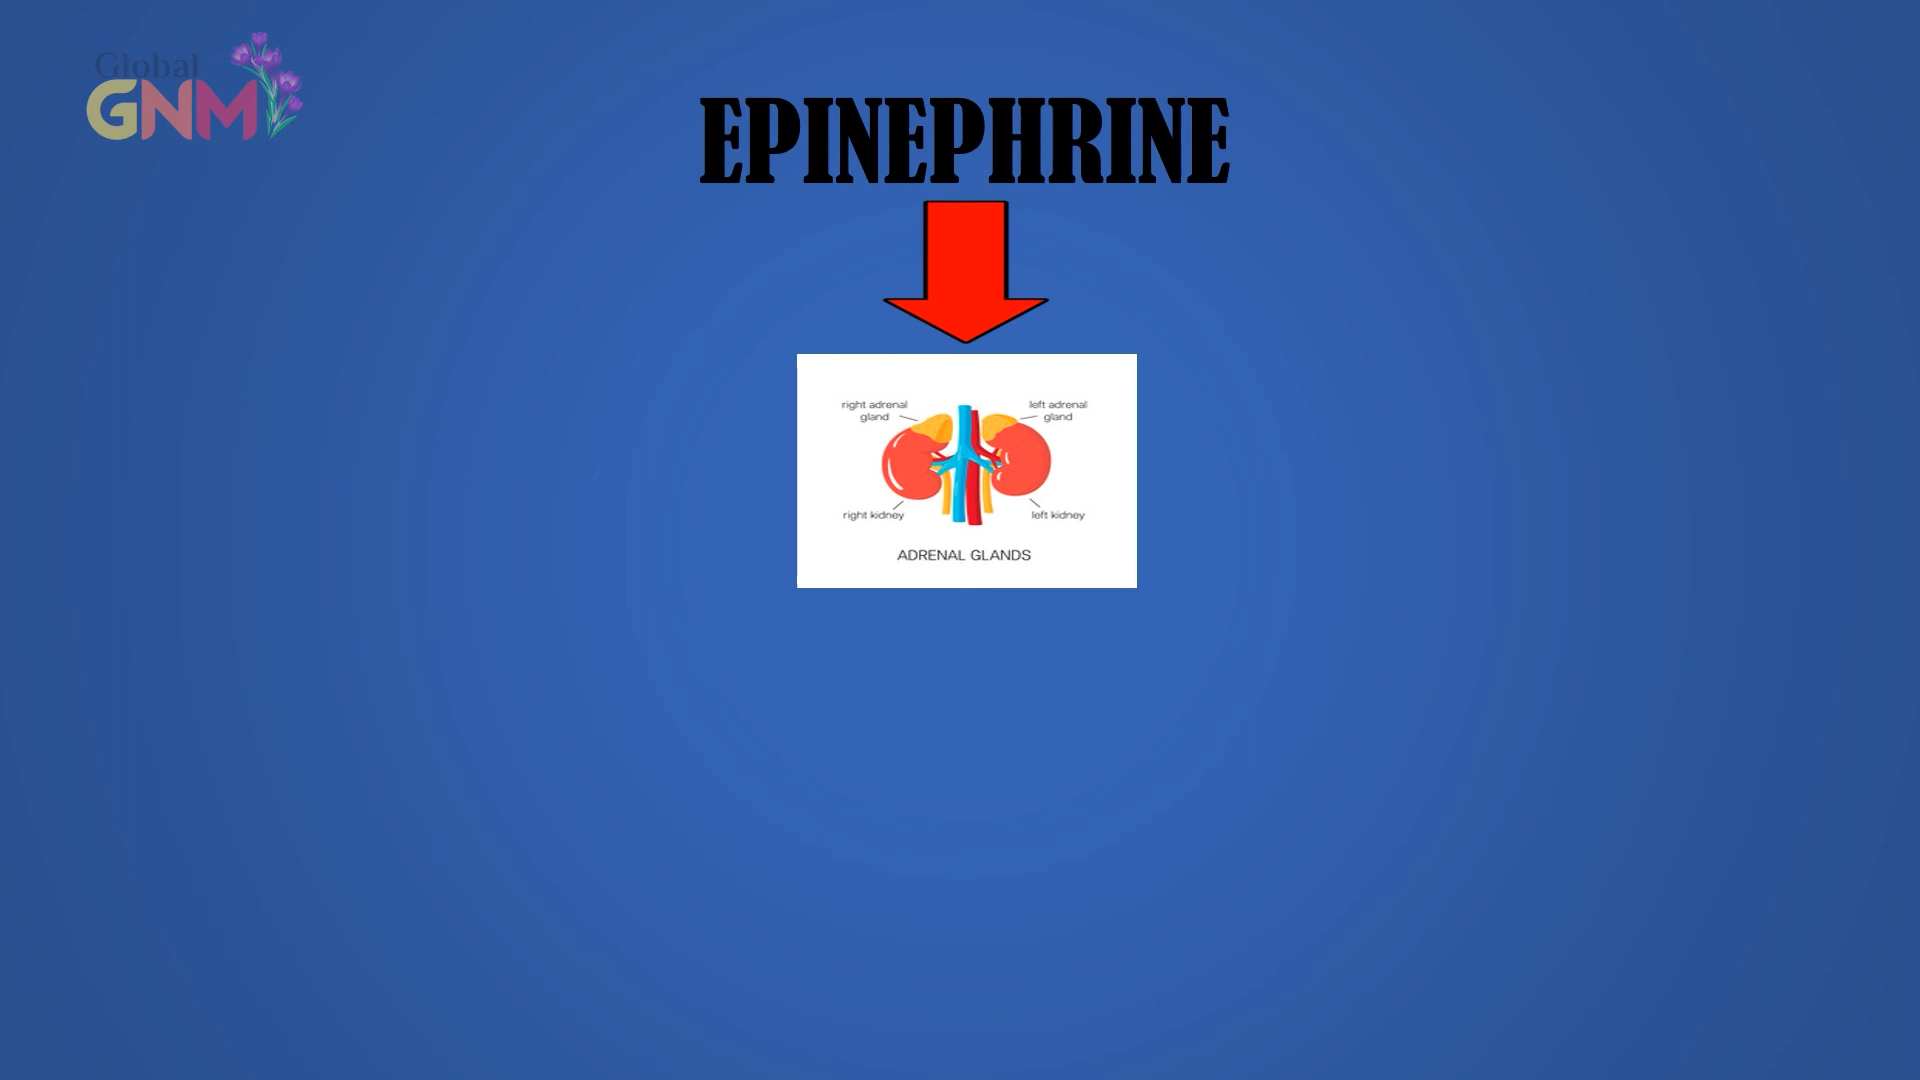 Global
GNM
EPINEPHRINE
right adrenal
gland
left adrenal
gland
right kidney
left kidney
ADRENAL GLANDS